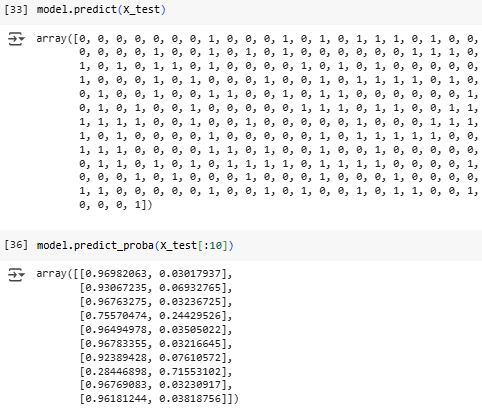 [33] model.predict(X_test)
array([0, 0, 0, 0, 0, 0, 0, 1, 0, 0, 0, 1, 0, 1, 0, 1, 1, 1, 0, 1, 0, 0,
0, 0, 0, 0, 1, 0, 0, 1, 0, 1, 0, 1, 0, 0, 0, 0, 0, 0, 1, 1, 1, 0,
1, 0, 1, 0, 1, 1, 0, 1, 0, 0, 0, 0, 1, 0, 1, 0, 1, 0, 0, 0, 0, 0,
1, 0, 0, 0, 1, 0, 1, 0, 0, 0, 0, 0, 1, 0, 0, 0, 0, 1, 1, 0, 0, 1,
0, 0, 1, 0, 0, 1, 0, 0, 1, 1, 0, 0, 1, 1, 0, 0, 0, 0, 0, 0, 0, 1,
0, 1, 0, 1, 0, 0, 1, 0, 0, 0, 0, 0, 1, 1, 0, 1, 1, 0, 0, 1, 0, 0,
1, 1, 1, 1, 0, 0, 1, 0, 0, 1, 0, 0, 0, 0, 0, 1, 0, 0, 0, 1, 1, 1,
1, 0, 1, 0, 0, 0, 0, 0, 0, 1, 0, 0, 0, 0, 1, 0, 1, 1, 1, 1, 0, 0,
1, 1, 1, 0, 0, 0, 0, 0, 1, 1, 0, 1, 0, 0, 1, 0, 0, 1, 0, 0, 0, 0,
0, 1, 1, 0, 1, 0, 1, 0, 1, 1, 1, 1, 0, 1, 1, 1, 1, 0, 0, 0, 0, 1,
0, 0, 0, 1, 0, 1, 0, 0, 0, 0, 1, 0, 0, 0, 0, 1, 0, 0, 0, 0, 0, 0,
1, 1, 0, 0, 0, 0, 0, 1, 0, 0, 1, 0, 1, 0, 0, 1, 0, 1, 1, 0, 0, 1,
0, 0, 0, 1])
[36] model.predict_proba(X_test[:10])
array([[0.96982063, 0.03017937],
[0.93067235, 0.06932765],
[0.96763275, 0.03236725],
[0.75570474, 0.24429526],
[0.96494978, 0.03505022],
[0.96783355, 0.03216645],
[0.92389428, 0.07610572],
[0.28446898, 0.71553102],
[0.96769083, 0.03230917],
[0.96181244, 0.03818756]])